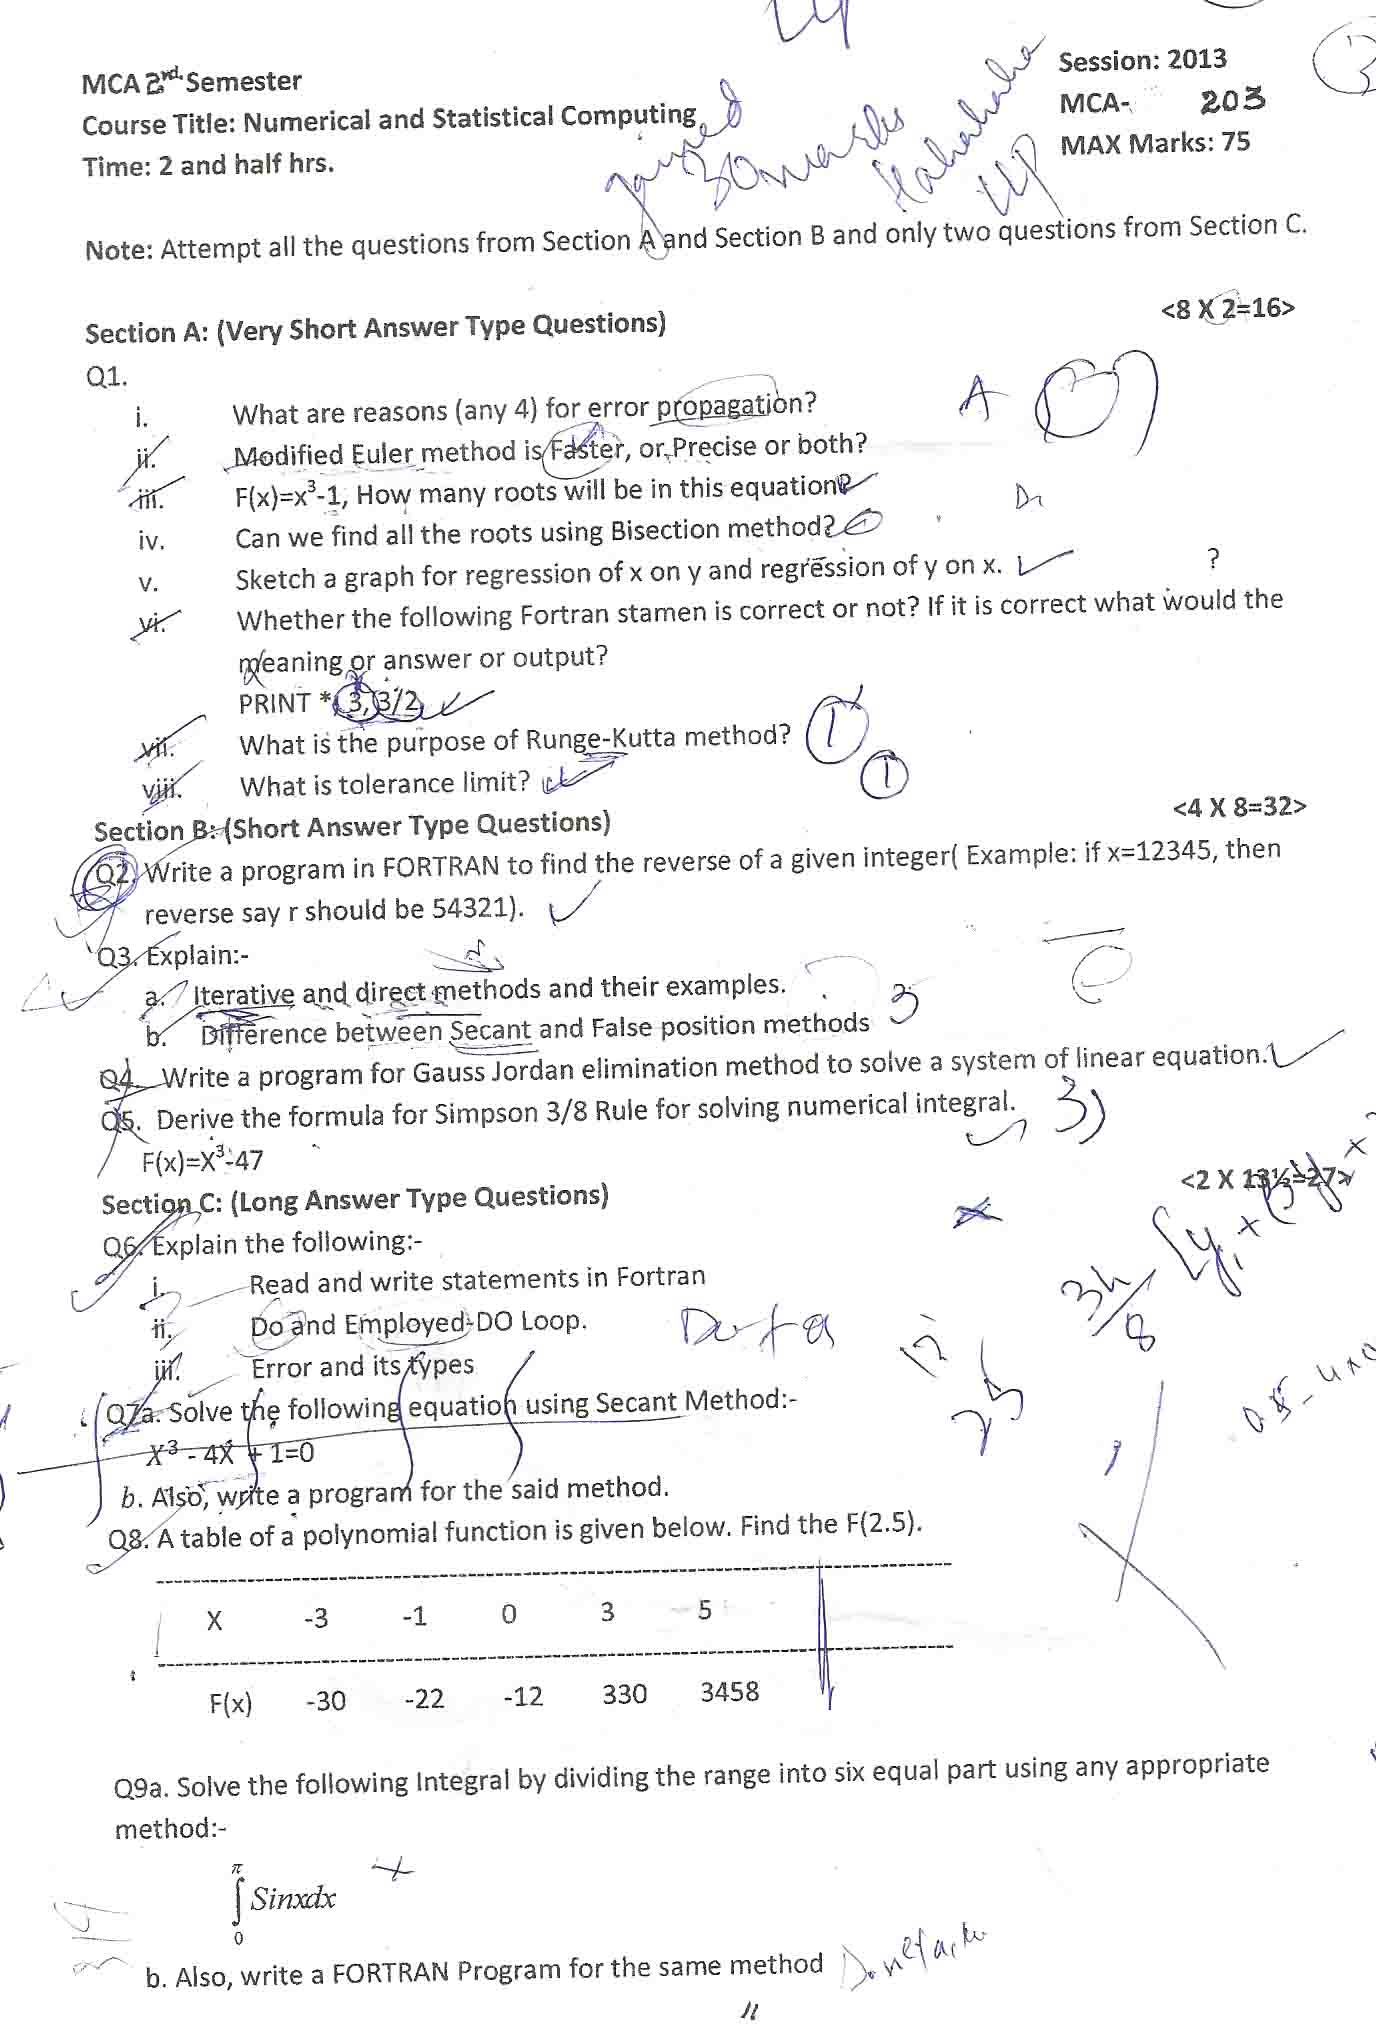 MCA 2nd. Semester
Session: 2013
Course Title: Numerical and Statistical Computing
MCA- 203
Time: 2 and half hrs.
MAX Marks: 75
gained
30 marks
Hahahaha
Note: Attempt all the questions from Section A and Section B and only two questions from Section C.
Section A: (Very Short Answer Type Questions)
<8 X 2=16>
Q1.
i. What are reasons (any 4) for error propagation?
A
ii. Modified Euler method is Faster, or Precise or both?
iii. F(x)=x³-1, How many roots will be in this equation?
iv. Can we find all the roots using Bisection method?
v. Sketch a graph for regression of x on y and regression of y on x.
?
vi. Whether the following Fortran stamen is correct or not? If it is correct what would the
meaning or answer or output?
PRINT *, 3, 3/2
vii. What is the purpose of Runge-Kutta method?
1
viii. What is tolerance limit?
1
Section B: (Short Answer Type Questions)
<4 X 8=32>
Q2. Write a program in FORTRAN to find the reverse of a given integer( Example: if x=12345, then
reverse say r should be 54321).
Q3. Explain:-
a. Iterative and direct methods and their examples.
b. Difference between Secant and False position methods
3
Q4. Write a program for Gauss Jordan elimination method to solve a system of linear equation.
Q5. Derive the formula for Simpson 3/8 Rule for solving numerical integral.
3)
F(x)=X³-47
<2 X 13½=27>
Section C: (Long Answer Type Questions)
Q6. Explain the following:-
i. Read and write statements in Fortran
3h/8
ii. Do and Employed-DO Loop.
Data
iii. Error and its types
Q7a. Solve the following equation using Secant Method:-
X³ - 4X + 1=0
b. Also, write a program for the said method.
Q8. A table of a polynomial function is given below. Find the F(2.5).
X -3 -1 0 3 5
F(x) -30 -22 -12 330 3458
Q9a. Solve the following Integral by dividing the range into six equal part using any appropriate
method:-
π
∫ Sinxdx
0
b. Also, write a FORTRAN Program for the same method